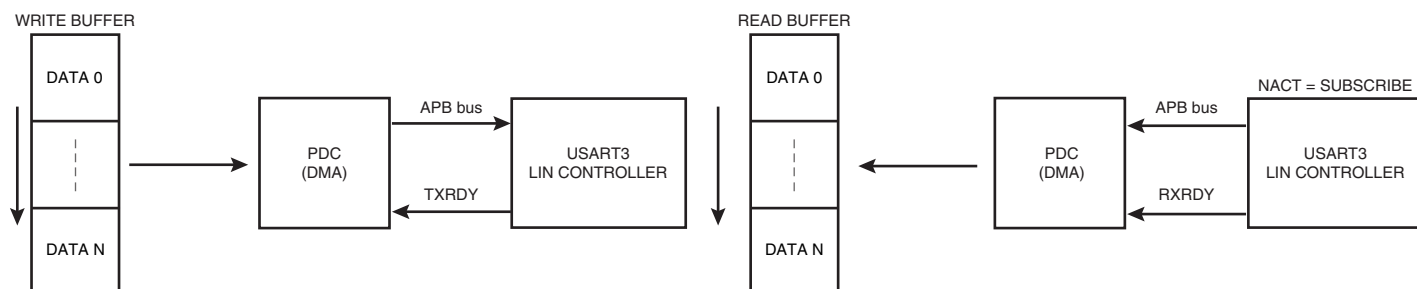 WRITE BUFFER
DATA 0
DATA N
PDC
(DMA)
APB bus
TXRDY
USART3
LIN CONTROLLER
READ BUFFER
DATA 0
DATA N
PDC
(DMA)
APB bus
RXRDY
NACT = SUBSCRIBE
USART3
LIN CONTROLLER